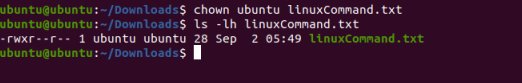 ubuntu@ubuntu:~/Downloads$ chown ubuntu linuxCommand.txt
ubuntu@ubuntu:~/Downloads$ ls -lh linuxCommand.txt
-rwxr--r-- 1 ubuntu ubuntu 28 Sep  2 05:49 linuxCommand.txt
ubuntu@ubuntu:~/Downloads$